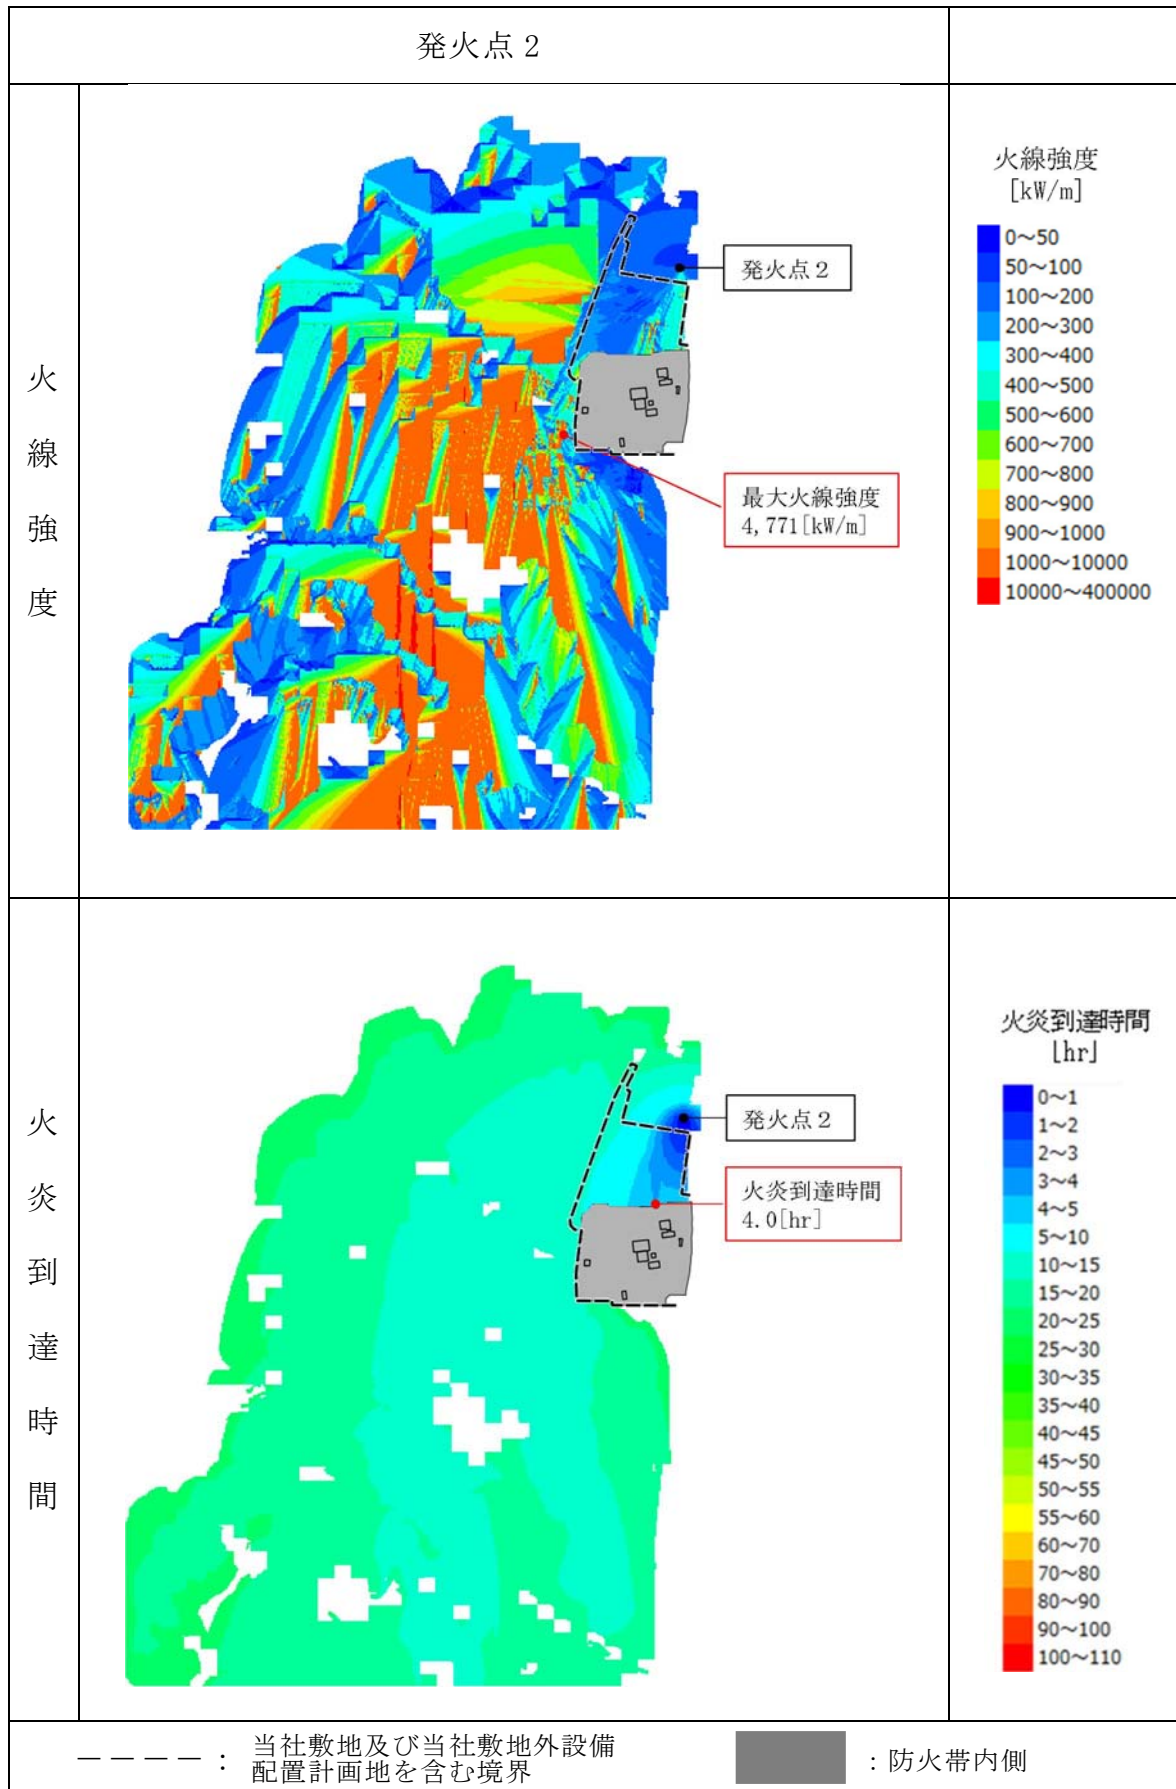 発火点2
火線強度
火線強度
[kW/m]
0～50
50～100
100～200
200～300
300～400
400～500
500～600
600～700
700～800
800～900
900～1000
1000～10000
10000～400000
発火点2
最大火線強度
4,771[kW/m]
火炎到達時間
火炎到達時間
[hr]
0～1
1～2
2～3
3～4
4～5
5～10
10～15
15～20
20～25
25～30
30～35
35～40
40～45
45～50
50～55
55～60
60～70
70～80
80～90
90～100
100～110
発火点2
火炎到達時間
4.0[hr]
－－－－：当社敷地及び当社敷地外設備
配置計画地を含む境界
：防火帯内側